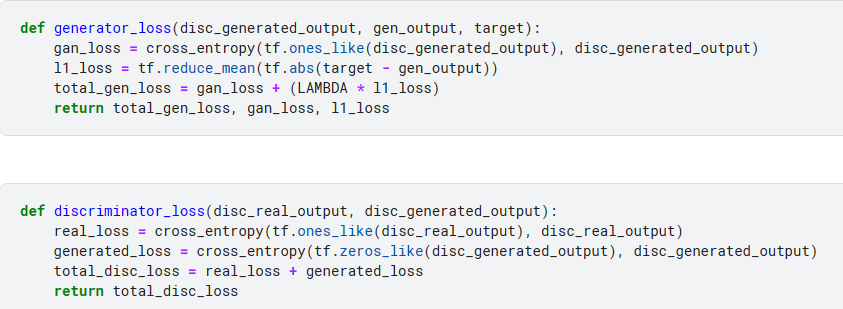 def generator_loss(disc_generated_output, gen_output, target):
    gan_loss = cross_entropy(tf.ones_like(disc_generated_output), disc_generated_output)
    l1_loss = tf.reduce_mean(tf.abs(target - gen_output))
    total_gen_loss = gan_loss + (LAMBDA * l1_loss)
    return total_gen_loss, gan_loss, l1_loss
def discriminator_loss(disc_real_output, disc_generated_output):
    real_loss = cross_entropy(tf.ones_like(disc_real_output), disc_real_output)
    generated_loss = cross_entropy(tf.zeros_like(disc_generated_output), disc_generated_output)
    total_disc_loss = real_loss + generated_loss
    return total_disc_loss